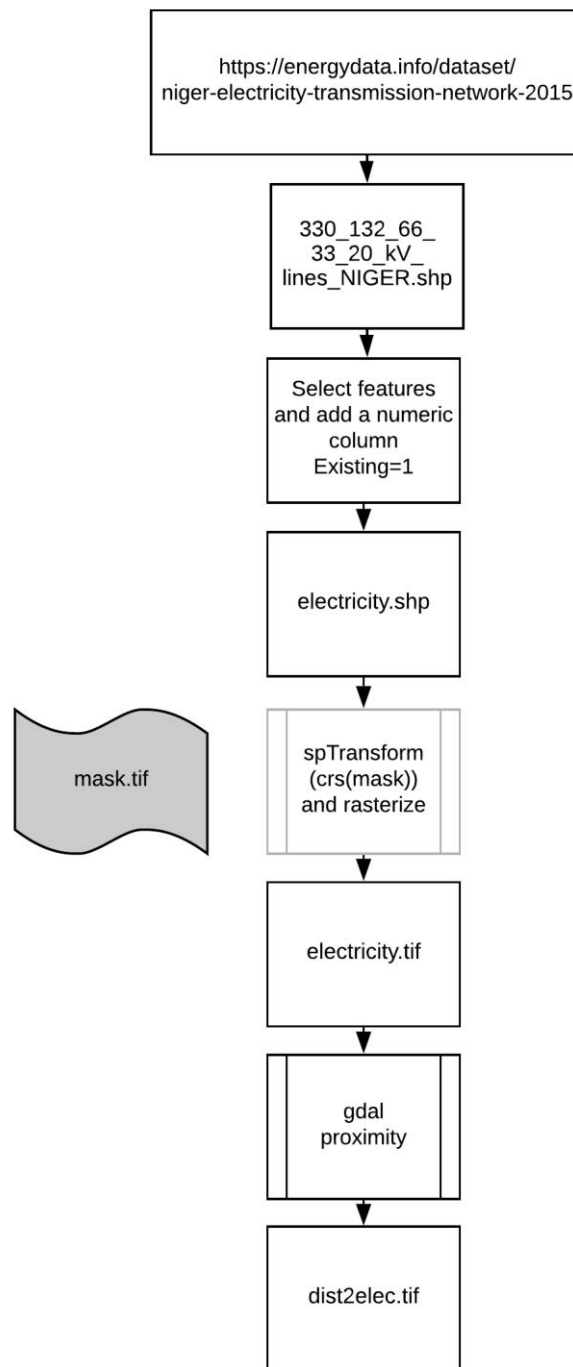 https://energydata.info/dataset/
niger-electricity-transmission-network-2015
330_132_66_
33_20_kV_
lines_NIGER.shp
Select features
and add a numeric
column
Existing=1
electricity.shp
mask.tif
spTransform
(crs(mask))
and rasterize
electricity.tif
gdal
proximity
dist2elec.tif